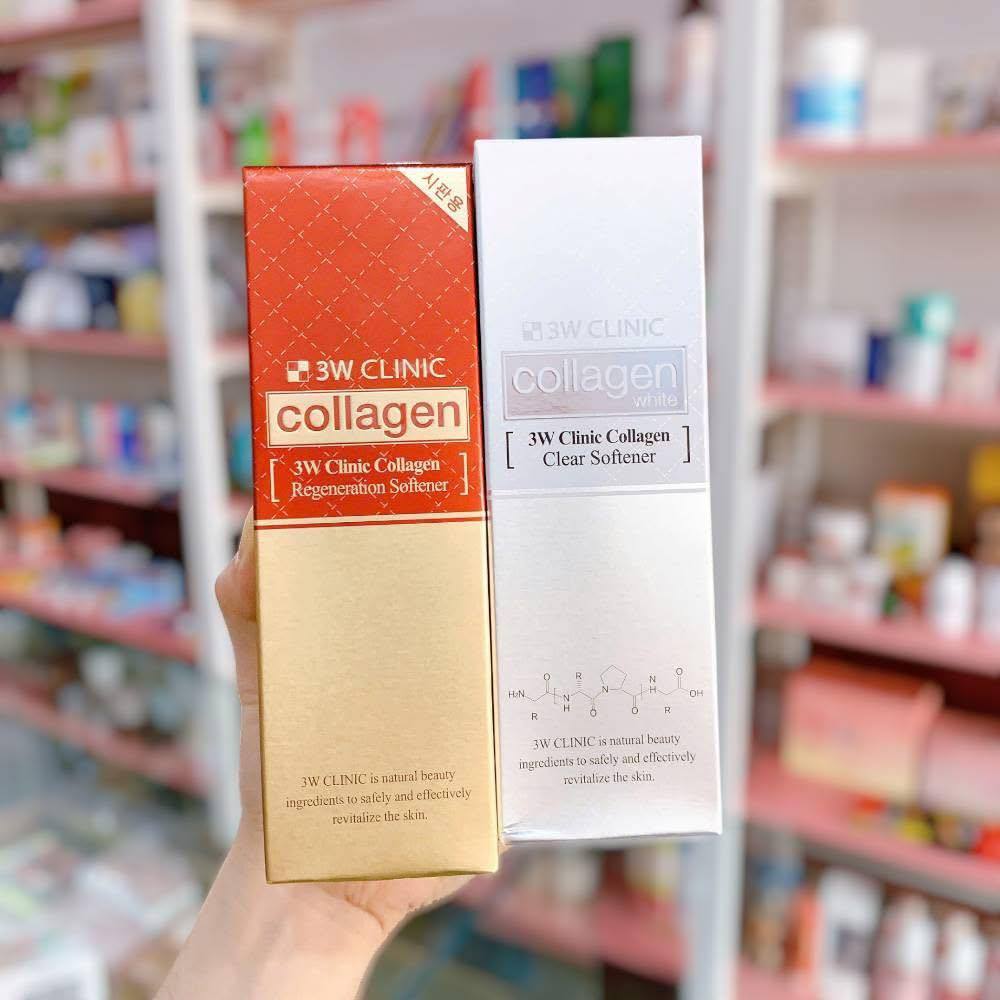 시판용
3W CLINIC
collagen
3W Clinic Collagen
Regeneration Softener
3W CLINIC is natural beauty
ingredients to safely and effectively
revitalize the skin.
3W CLINIC
collagen
white
3W Clinic Collagen
Clear Softener
H₂N
R
O
N
H
R
O
N
O
N
H
R
O
OH
3W CLINIC is natural beauty
ingredients to safely and effectively
revitalize the skin.